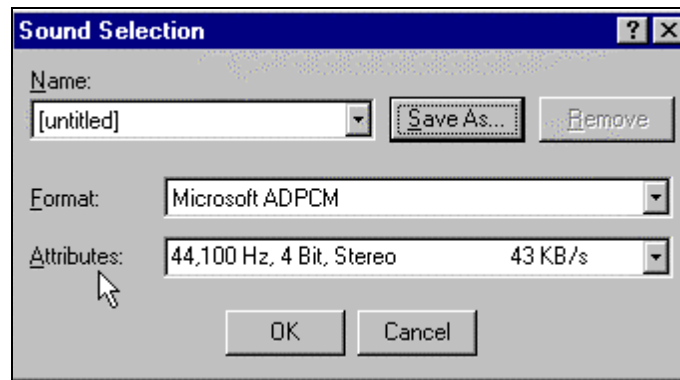 Sound Selection
Name:
[untitled]
Save As...
Remove
Format:
Microsoft ADPCM
Attributes:
44,100 Hz, 4 Bit, Stereo 43 KB/s
OK
Cancel